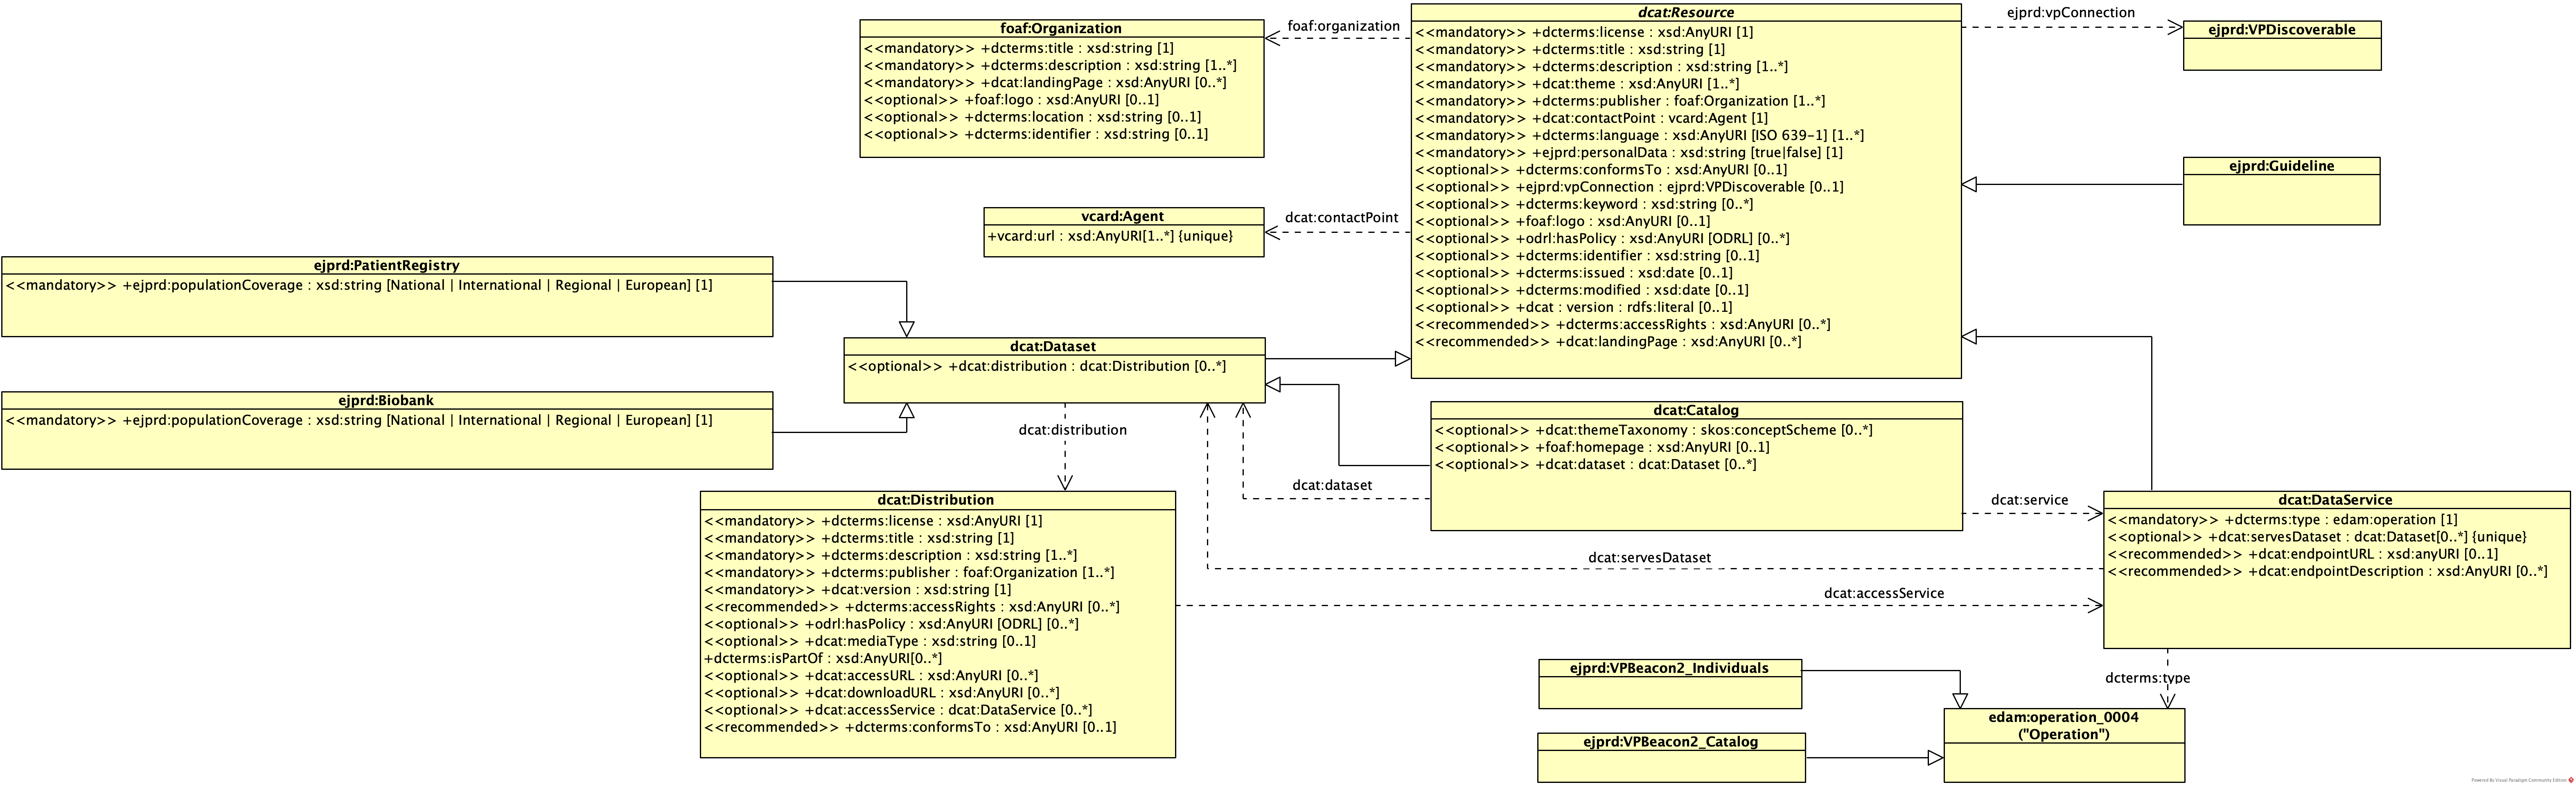 foaf:Organization
<<mandatory>> +dcterms:title : xsd:string [1]
<<mandatory>> +dcterms:description : xsd:string [1..*]
<<mandatory>> +dcat:landingPage : xsd:AnyURI [0..*]
<<optional>> +foaf:logo : xsd:AnyURI [0..1]
<<optional>> +dcterms:location : xsd:string [0..1]
<<optional>> +dcterms:identifier : xsd:string [0..1]
foaf:organization
dcat:Resource
<<mandatory>> +dcterms:license : xsd:AnyURI [1]
<<mandatory>> +dcterms:title : xsd:string [1]
<<mandatory>> +dcterms:description : xsd:string [1..*]
<<mandatory>> +dcat:theme : xsd:AnyURI [1..*]
<<mandatory>> +dcterms:publisher : foaf:Organization [1..*]
<<mandatory>> +dcat:contactPoint : vcard:Agent [1]
<<mandatory>> +dcterms:language : xsd:AnyURI [ISO 639-1] [1..*]
<<mandatory>> +ejprd:personalData : xsd:string [true|false] [1]
<<optional>> +dcterms:conformsTo : xsd:AnyURI [0..1]
<<optional>> +ejprd:vpConnection : ejprd:VPDiscoverable [0..1]
<<optional>> +dcterms:keyword : xsd:string [0..*]
<<optional>> +foaf:logo : xsd:AnyURI [0..1]
<<optional>> +odrl:hasPolicy : xsd:AnyURI [ODRL] [0..*]
<<optional>> +dcterms:identifier : xsd:string [0..1]
<<optional>> +dcterms:issued : xsd:date [0..1]
<<optional>> +dcterms:modified : xsd:date [0..1]
<<optional>> +dcat : version : rdfs:literal [0..1]
<<recommended>> +dcterms:accessRights : xsd:AnyURI [0..*]
<<recommended>> +dcat:landingPage : xsd:AnyURI [0..*]
ejprd:vpConnection
ejprd:VPDiscoverable
ejprd:Guideline
vcard:Agent
+vcard:url : xsd:AnyURI[1..*] {unique}
dcat:contactPoint
ejprd:PatientRegistry
<<mandatory>> +ejprd:populationCoverage : xsd:string [National | International | Regional | European] [1]
dcat:Dataset
<<optional>> +dcat:distribution : dcat:Distribution [0..*]
ejprd:Biobank
<<mandatory>> +ejprd:populationCoverage : xsd:string [National | International | Regional | European] [1]
dcat:distribution
dcat:Catalog
<<optional>> +dcat:themeTaxonomy : skos:conceptScheme [0..*]
<<optional>> +foaf:homepage : xsd:AnyURI [0..1]
<<optional>> +dcat:dataset : dcat:Dataset [0..*]
dcat:dataset
dcat:service
dcat:Distribution
<<mandatory>> +dcterms:license : xsd:AnyURI [1]
<<mandatory>> +dcterms:title : xsd:string [1]
<<mandatory>> +dcterms:description : xsd:string [1..*]
<<mandatory>> +dcterms:publisher : foaf:Organization [1..*]
<<mandatory>> +dcat:version : xsd:string [1]
<<recommended>> +dcterms:accessRights : xsd:AnyURI [0..*]
<<optional>> +odrl:hasPolicy : xsd:AnyURI [ODRL] [0..*]
<<optional>> +dcat:mediaType : xsd:string [0..1]
+dcterms:isPartOf : xsd:AnyURI[0..*]
<<optional>> +dcat:accessURL : xsd:AnyURI [0..*]
<<optional>> +dcat:downloadURL : xsd:AnyURI [0..*]
<<optional>> +dcat:accessService : dcat:DataService [0..*]
<<recommended>> +dcterms:conformsTo : xsd:AnyURI [0..1]
dcat:DataService
<<mandatory>> +dcterms:type : edam:operation [1]
<<optional>> +dcat:servesDataset : dcat:Dataset[0..*] {unique}
<<recommended>> +dcat:endpointURL : xsd:anyURI [0..1]
<<recommended>> +dcat:endpointDescription : xsd:AnyURI [0..*]
dcat:servesDataset
dcat:accessService
ejprd:VPBeacon2_Individuals
dcterms:type
edam:operation_0004
("Operation")
ejprd:VPBeacon2_Catalog
Powered By Visual Paradigm Community Edition